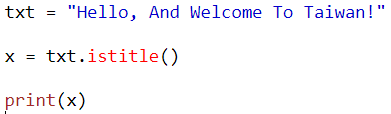 txt = "Hello, And Welcome To Taiwan!"
x = txt.istitle()
print(x)